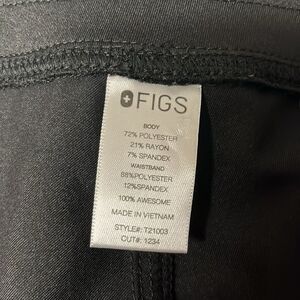 FIGS
BODY
72% POLYESTER
21% RAYON
7% SPANDEX
WAISTBAND
88%POLYESTER
12%SPANDEX
100% AWESOME
MADE IN VIETNAM
STYLE#: T21003
CUT#: 1234